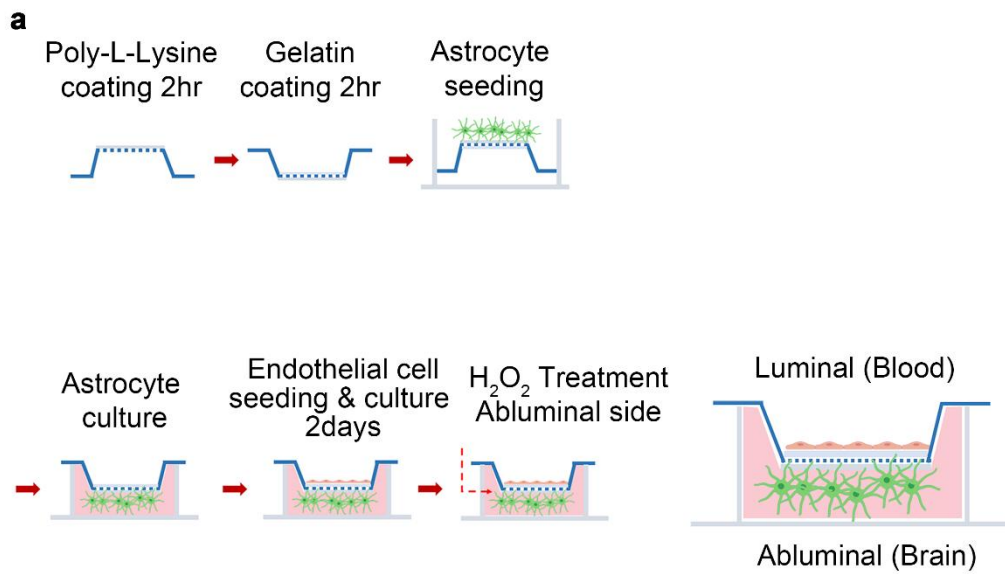 a
Poly-L-Lysine
coating 2hr
Gelatin
coating 2hr
Astrocyte
seeding
Astrocyte
culture
Endothelial cell
seeding & culture
2days
H₂O₂ Treatment
Abluminal side
Luminal (Blood)
Abluminal (Brain)